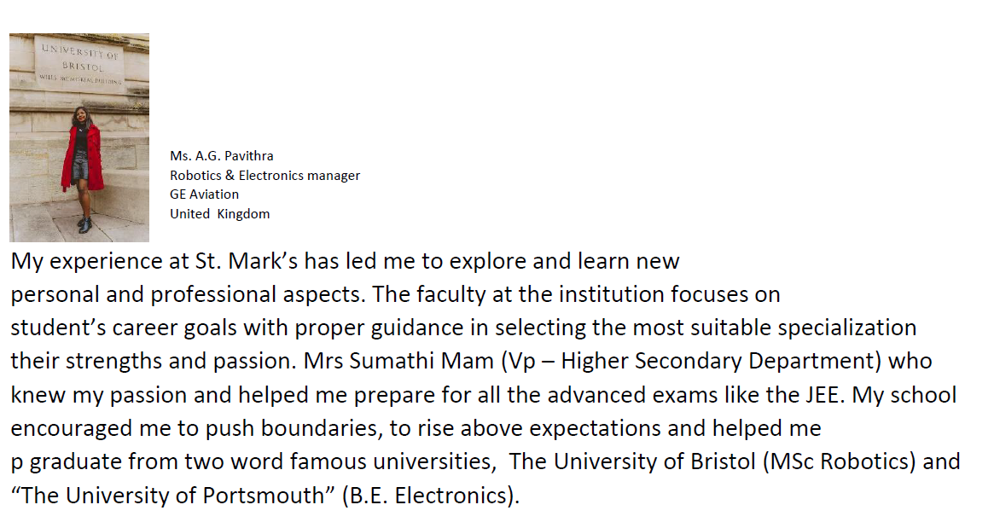 UNIVERSITY OF
BRISTOL
WILLS MEMORIAL BUILDING
Ms. A.G. Pavithra
Robotics & Electronics manager
GE Aviation
United  Kingdom
My experience at St. Mark’s has led me to explore and learn new
personal and professional aspects. The faculty at the institution focuses on
student’s career goals with proper guidance in selecting the most suitable specialization
their strengths and passion. Mrs Sumathi Mam (Vp – Higher Secondary Department) who
knew my passion and helped me prepare for all the advanced exams like the JEE. My school
encouraged me to push boundaries, to rise above expectations and helped me
p graduate from two word famous universities,  The University of Bristol (MSc Robotics) and
“The University of Portsmouth” (B.E. Electronics).